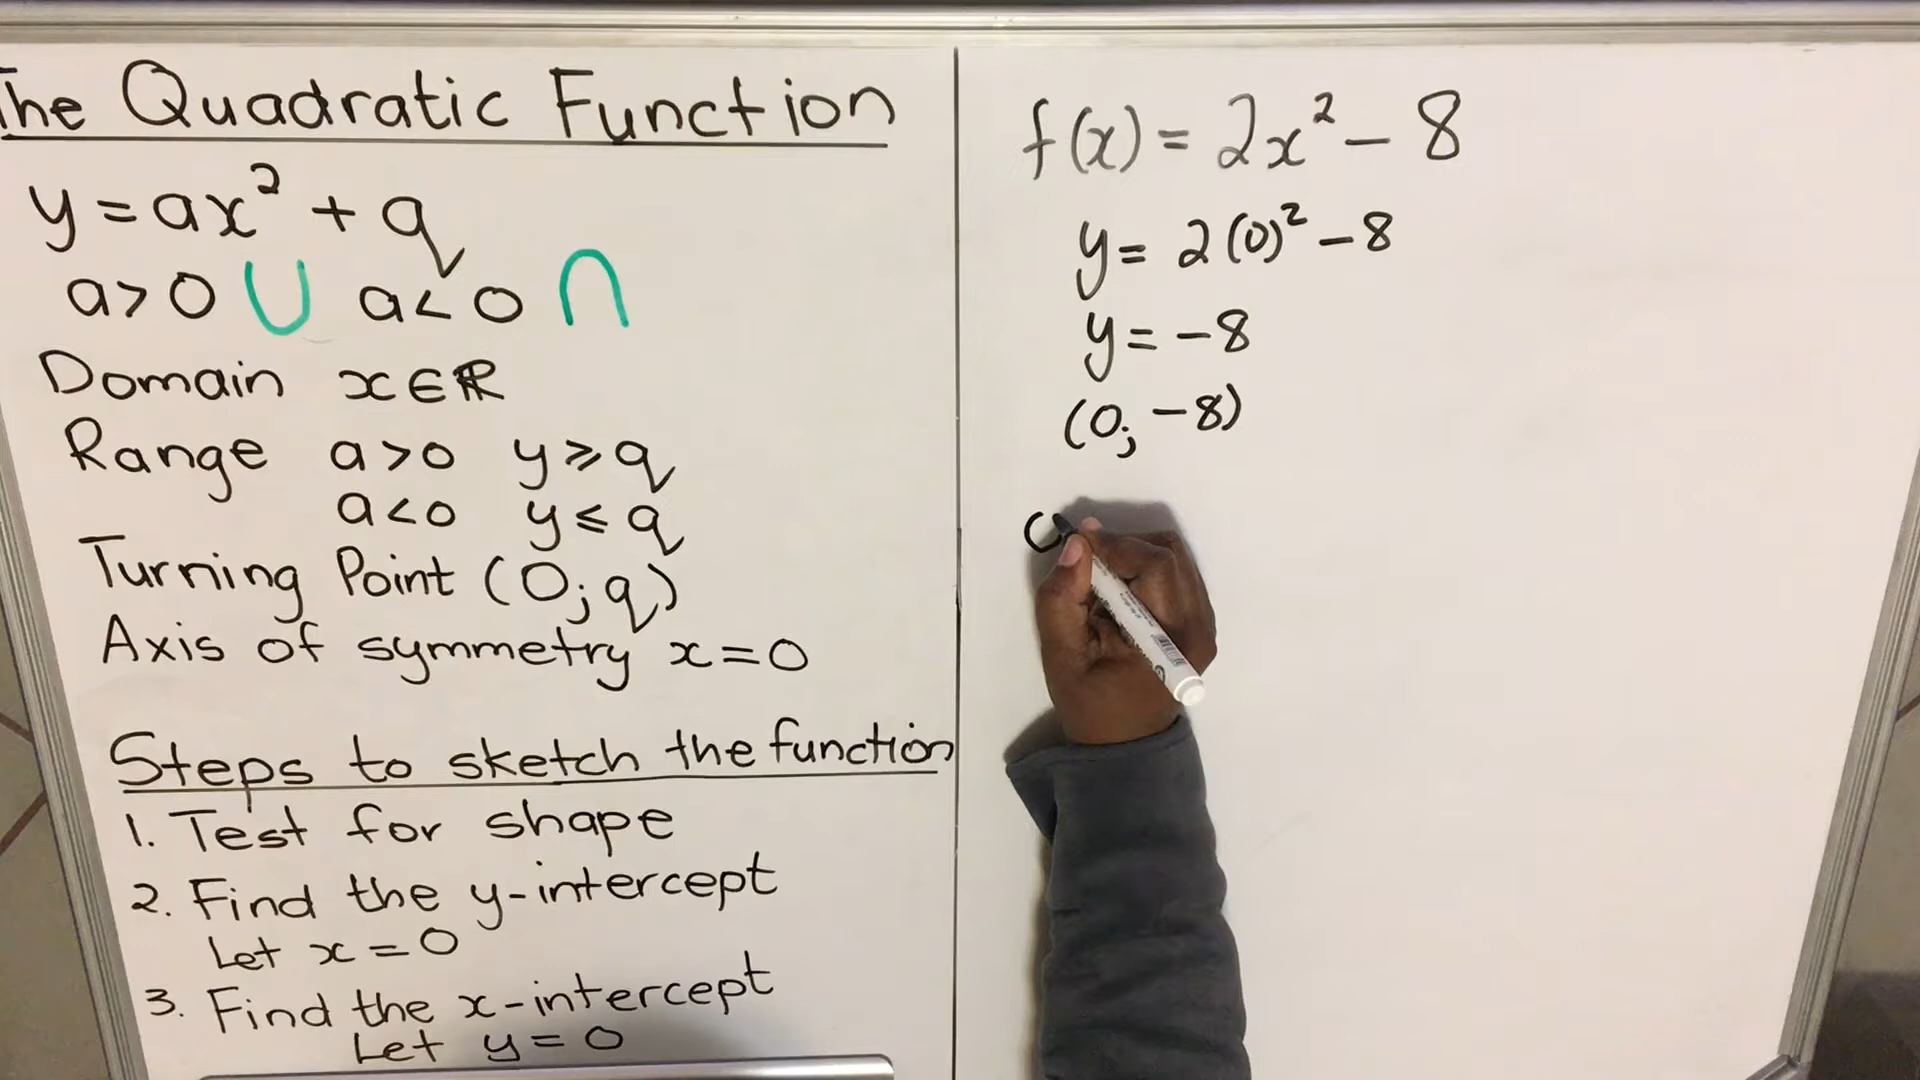 The Quadratic Function
y = ax² + q
a > 0 ∪ a < 0 ∩
Domain x ∈ ℝ
Range a > 0 y ⩾ q
a < 0 y ⩽ q
Turning Point (0; q)
Axis of symmetry x = 0
Steps to sketch the function
1. Test for shape
2. Find the y-intercept
Let x = 0
3. Find the x-intercept
Let y = 0
f(x) = 2x² - 8
y = 2(0)² - 8
y = -8
(0; -8)